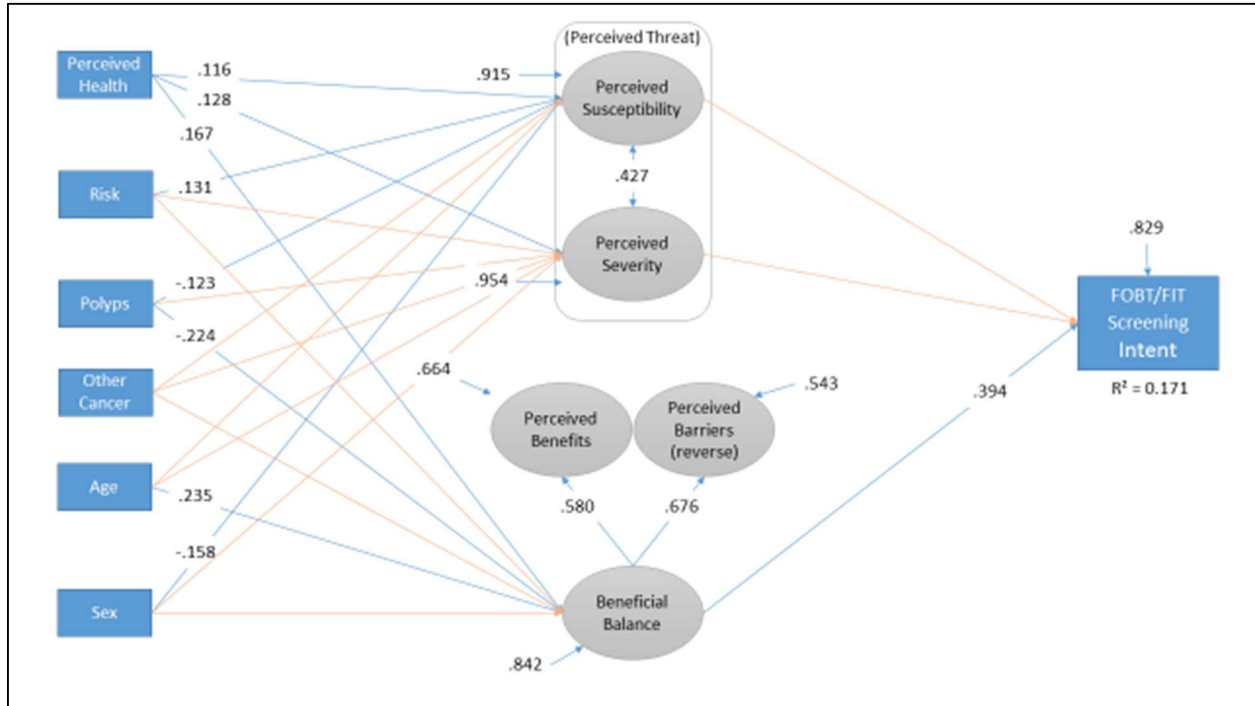 (Perceived Threat)
Perceived
Health
.116
.128
.167
.915
Perceived
Susceptibility
Risk
.131
.427
Perceived
Severity
.954
.829
Polyps
-.123
-.224
FOBT/FIT
Screening
Intent
R² = 0.171
Other
Cancer
.664
.543
.394
Perceived
Benefits
Perceived
Barriers
(reverse)
Age
.235
.580
.676
-.158
Sex
Beneficial
Balance
.842